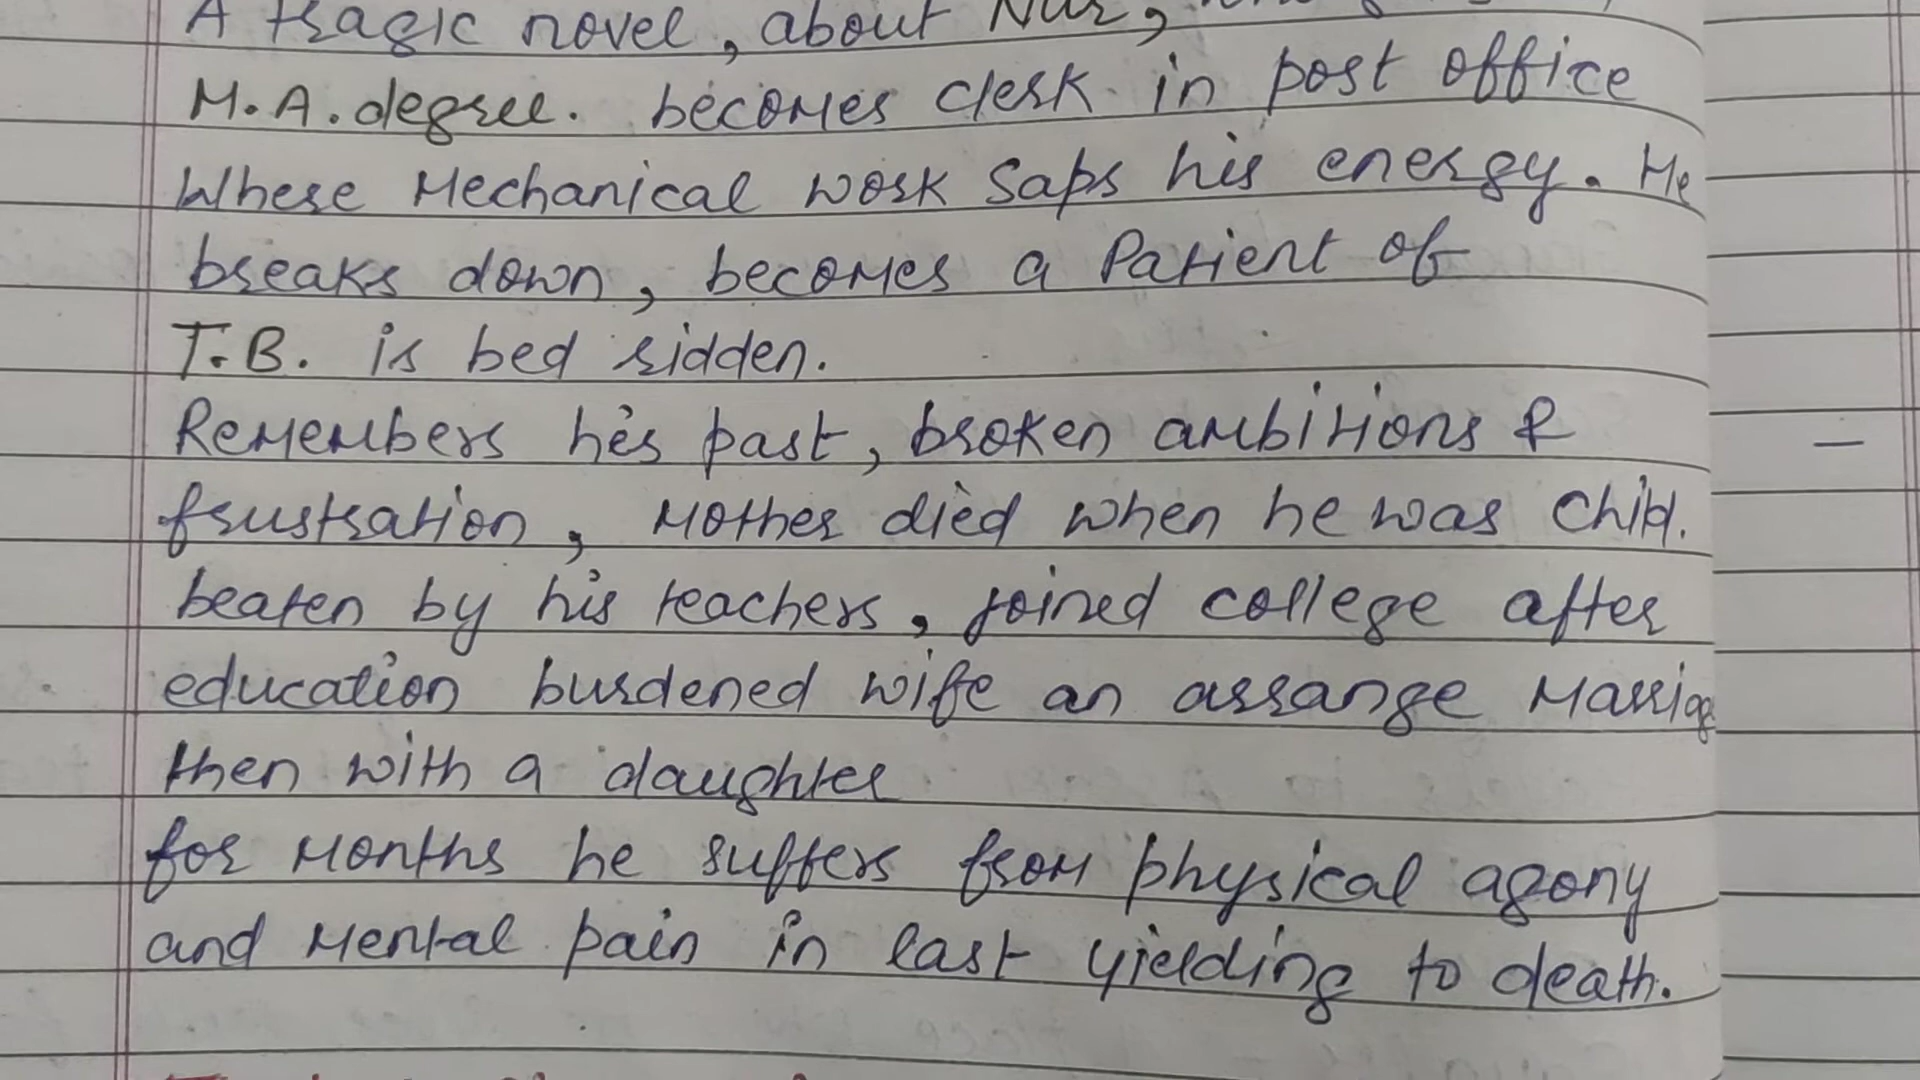 A tragic novel, about Nur,
M.A. degree. becomes clerk in post office
Where Mechanical work Saps his energy. He
breaks down, becomes a Patient of
T.B. is bed ridden.
Remembers his past, broken ambitions &
frustration, Mother died when he was child.
beaten by his teachers, joined college after
education burdened wife an arrange Marriage
then with a daughter
for Months he suffers from physical agony
and Mental pain in last yielding to death.